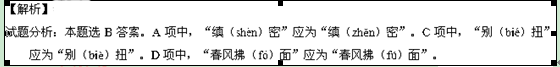 【解析】
试题分析：本题选 B 答案。A 项中，“缜（shèn）密”应为“缜（zhěn）密”。C 项中，“别（bié）扭”
应为“别（biè）扭”。D 项中，“春风拂（fó）面”应为“春风拂（fú）面”。